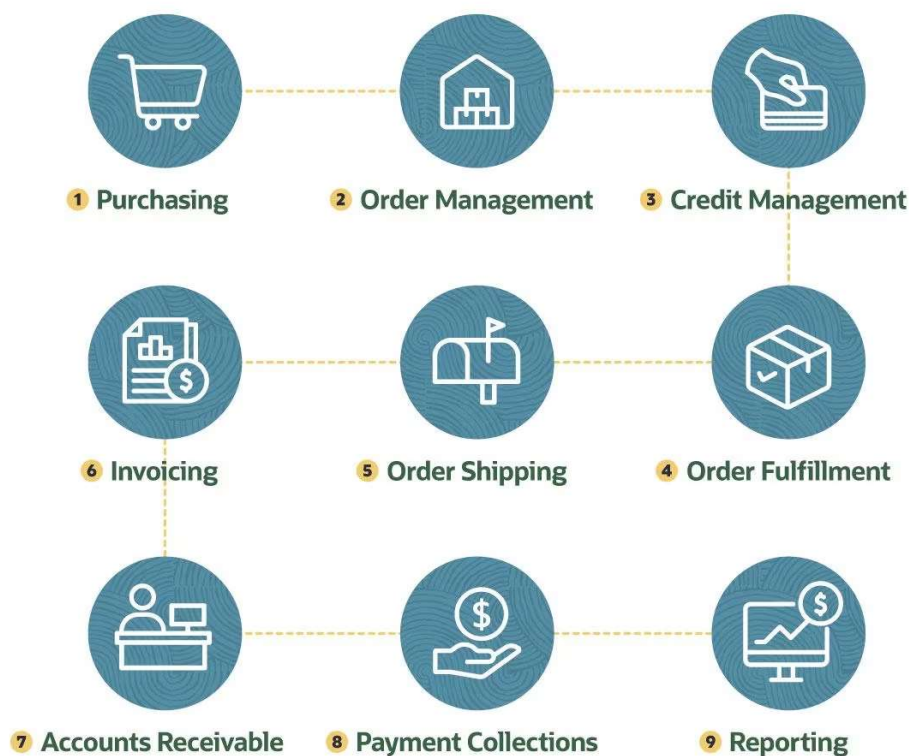 1 Purchasing
2 Order Management
3 Credit Management
6 Invoicing
5 Order Shipping
4 Order Fulfillment
7 Accounts Receivable
8 Payment Collections
9 Reporting
$
$
$